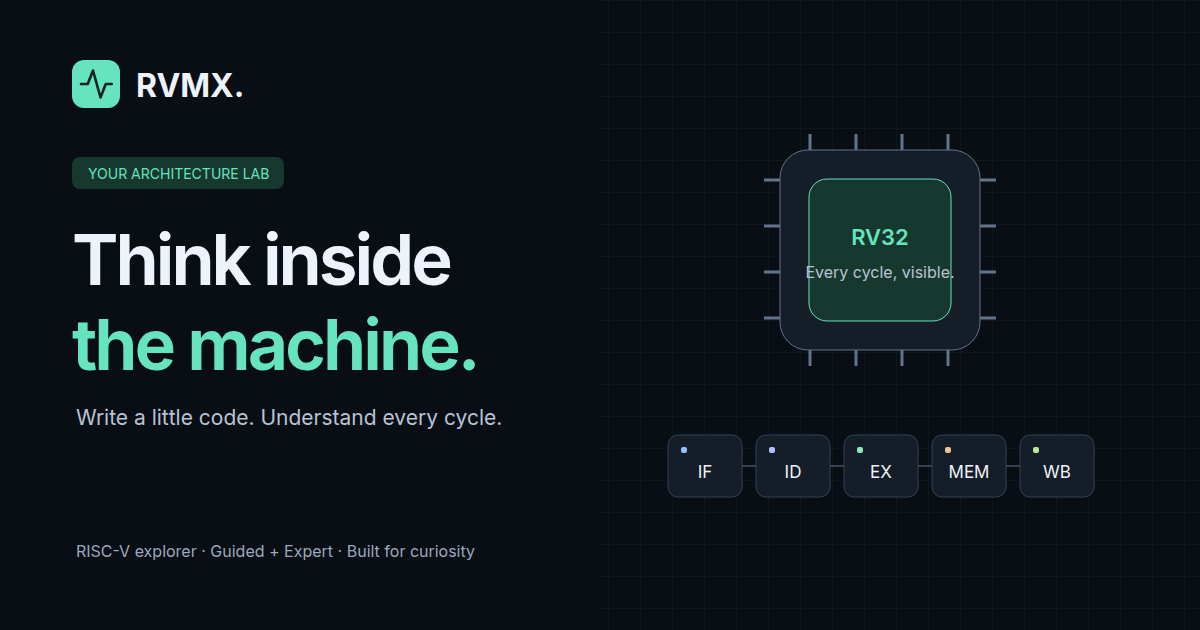 RVMX.
YOUR ARCHITECTURE LAB
Think inside
the machine.
Write a little code. Understand every cycle.
RISC-V explorer · Guided + Expert · Built for curiosity
RV32
Every cycle, visible.
IF
ID
EX
MEM
WB